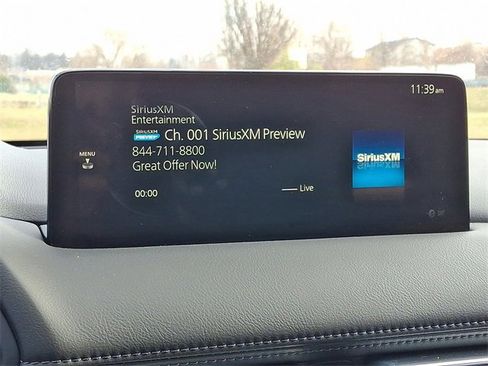 11:39am
SiriusXM
Entertainment
SIRIUSXM PREVIEW Ch. 001 SiriusXM Preview
844-711-8800
Great Offer Now!
MENU
00:00
Live
SiriusXM